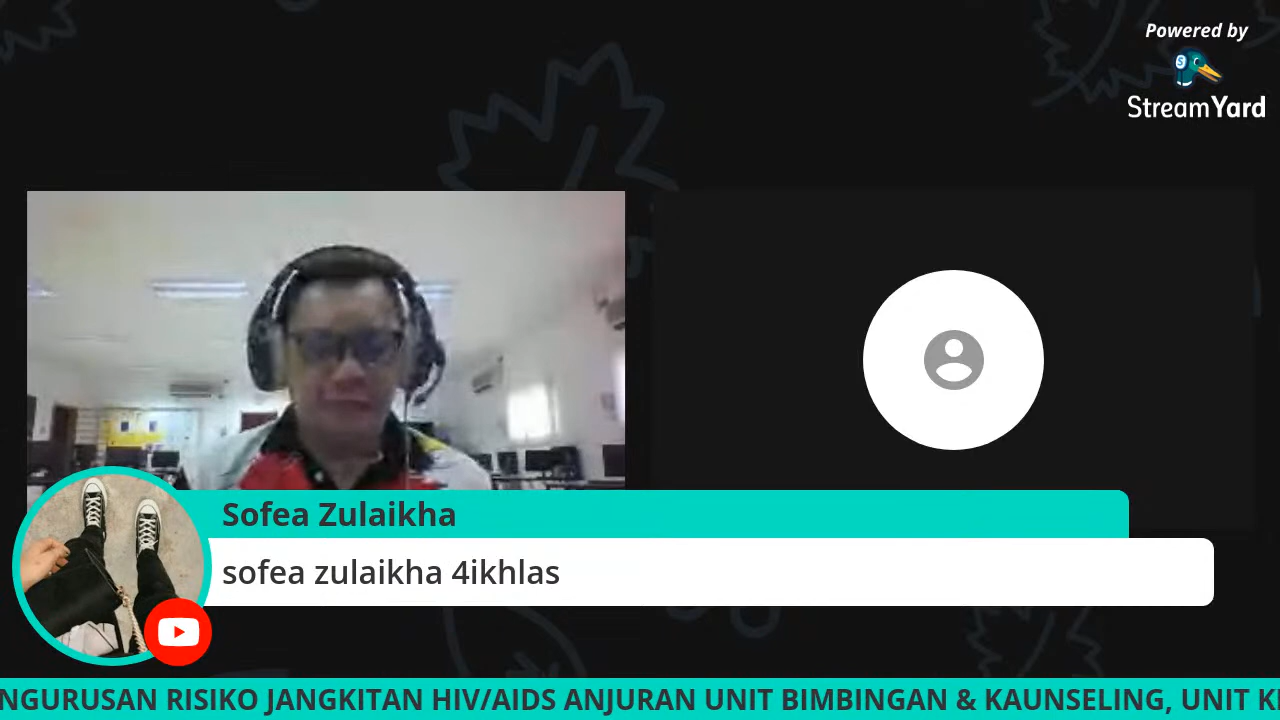 Powered by
StreamYard
Sofea Zulaikha
sofea zulaikha 4ikhlas
NGURUSAN RISIKO JANGKITAN HIV/AIDS ANJURAN UNIT BIMBINGAN & KAUNSELING, UNIT